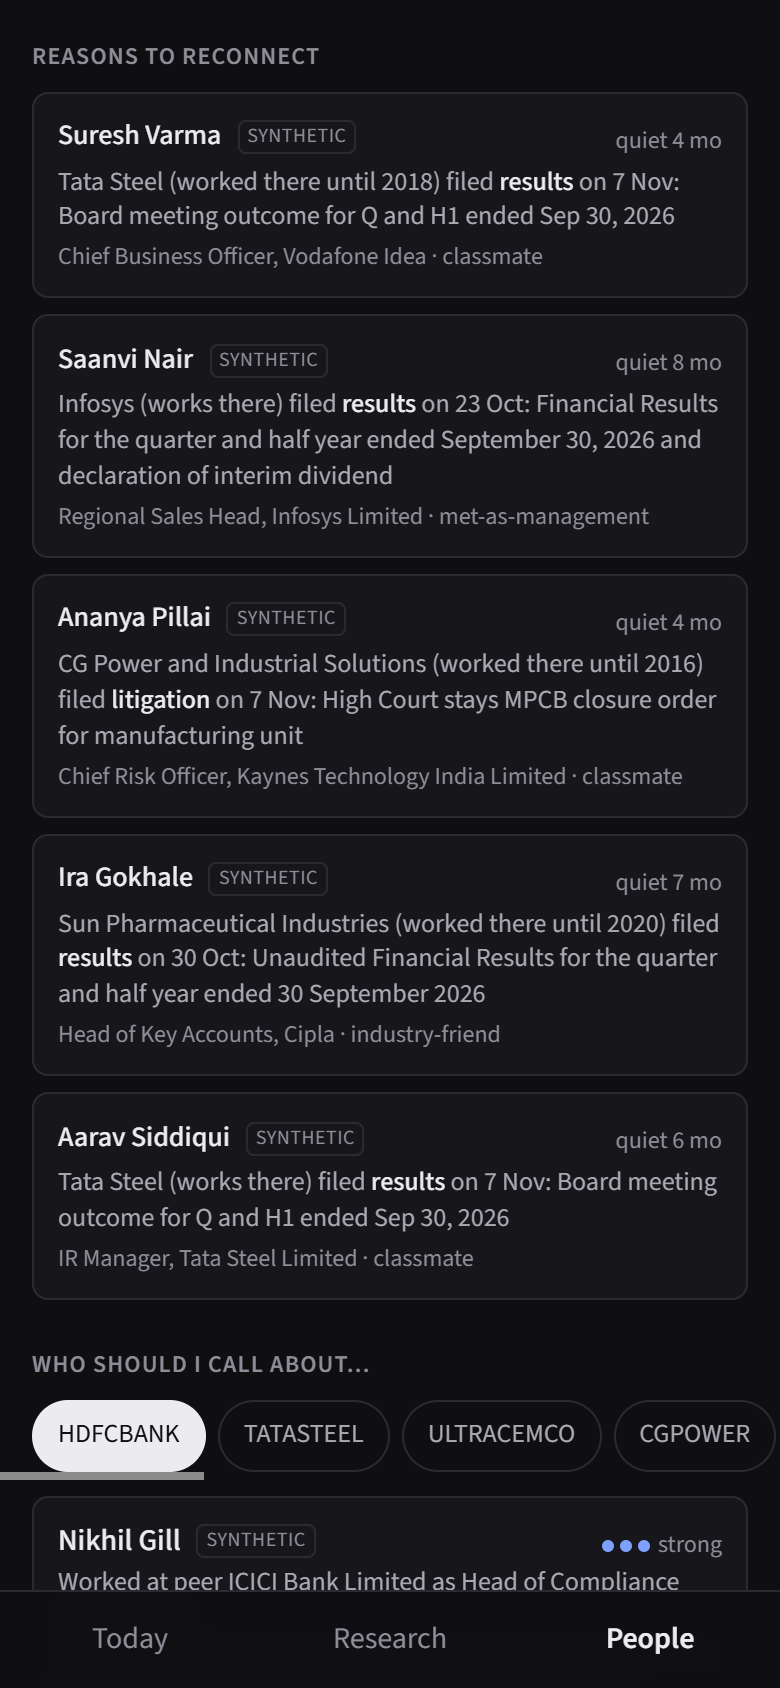 REASONS TO RECONNECT
Suresh Varma SYNTHETIC quiet 4 mo
Tata Steel (worked there until 2018) filed results on 7 Nov:
Board meeting outcome for Q and H1 ended Sep 30, 2026
Chief Business Officer, Vodafone Idea · classmate
Saanvi Nair SYNTHETIC quiet 8 mo
Infosys (works there) filed results on 23 Oct: Financial Results
for the quarter and half year ended September 30, 2026 and
declaration of interim dividend
Regional Sales Head, Infosys Limited · met-as-management
Ananya Pillai SYNTHETIC quiet 4 mo
CG Power and Industrial Solutions (worked there until 2016)
filed litigation on 7 Nov: High Court stays MPCB closure order
for manufacturing unit
Chief Risk Officer, Kaynes Technology India Limited · classmate
Ira Gokhale SYNTHETIC quiet 7 mo
Sun Pharmaceutical Industries (worked there until 2020) filed
results on 30 Oct: Unaudited Financial Results for the quarter
and half year ended 30 September 2026
Head of Key Accounts, Cipla · industry-friend
Aarav Siddiqui SYNTHETIC quiet 6 mo
Tata Steel (works there) filed results on 7 Nov: Board meeting
outcome for Q and H1 ended Sep 30, 2026
IR Manager, Tata Steel Limited · classmate
WHO SHOULD I CALL ABOUT...
HDFCBANK TATASTEEL ULTRACEMCO CGPOWER
Nikhil Gill SYNTHETIC strong
Worked at peer ICICI Bank Limited as Head of Compliance
Today Research People